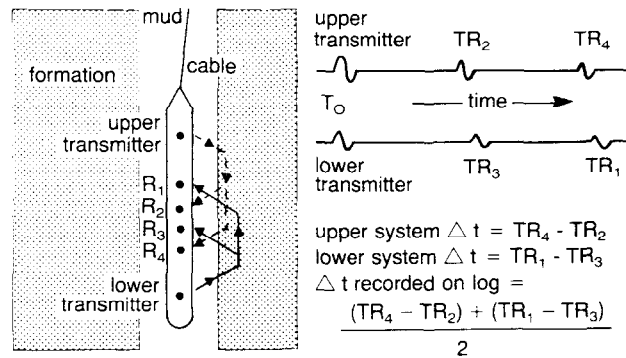 mud
formation
cable
upper
transmitter
R₁
R₂
R₃
R₄
lower
transmitter
upper
transmitter
TR₂
TR₄
T₀
time
lower
transmitter
TR₃
TR₁
upper system △ t = TR₄ - TR₂
lower system △ t = TR₁ - TR₃
△ t recorded on log =
(TR₄ – TR₂) + (TR₁ – TR₃)
2